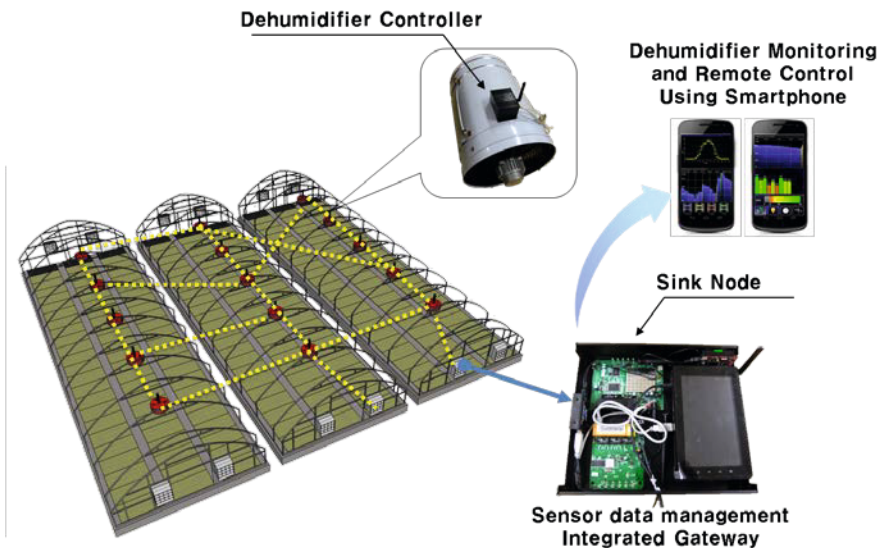 Dehumidifier Controller
Dehumidifier Monitoring
and Remote Control
Using Smartphone
Sink Node
Sensor data management
Integrated Gateway